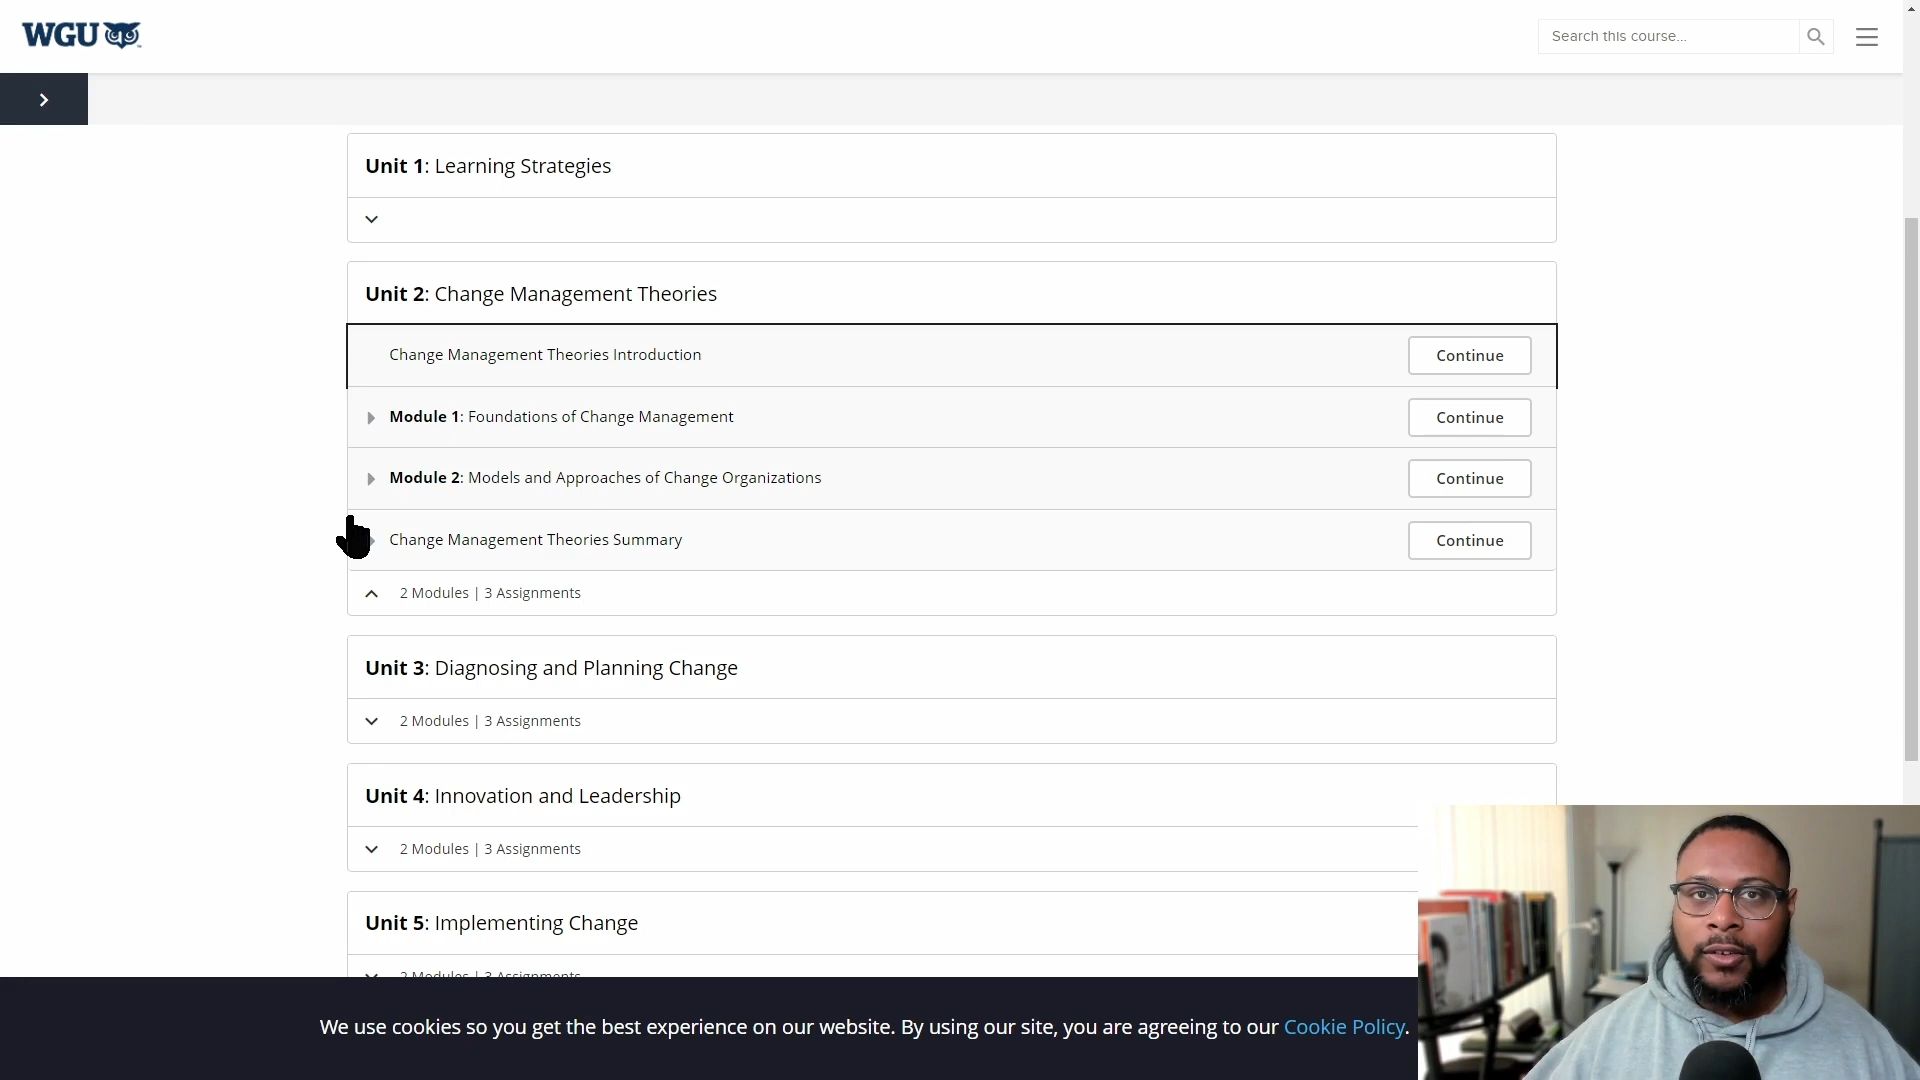 WGU
Search this course...
Unit 1: Learning Strategies
Unit 2: Change Management Theories
Change Management Theories Introduction
Continue
Module 1: Foundations of Change Management
Continue
Module 2: Models and Approaches of Change Organizations
Continue
Change Management Theories Summary
Continue
2 Modules | 3 Assignments
Unit 3: Diagnosing and Planning Change
2 Modules | 3 Assignments
Unit 4: Innovation and Leadership
2 Modules | 3 Assignments
Unit 5: Implementing Change
2 Modules | 3 Assignments
We use cookies so you get the best experience on our website. By using our site, you are agreeing to our Cookie Policy.